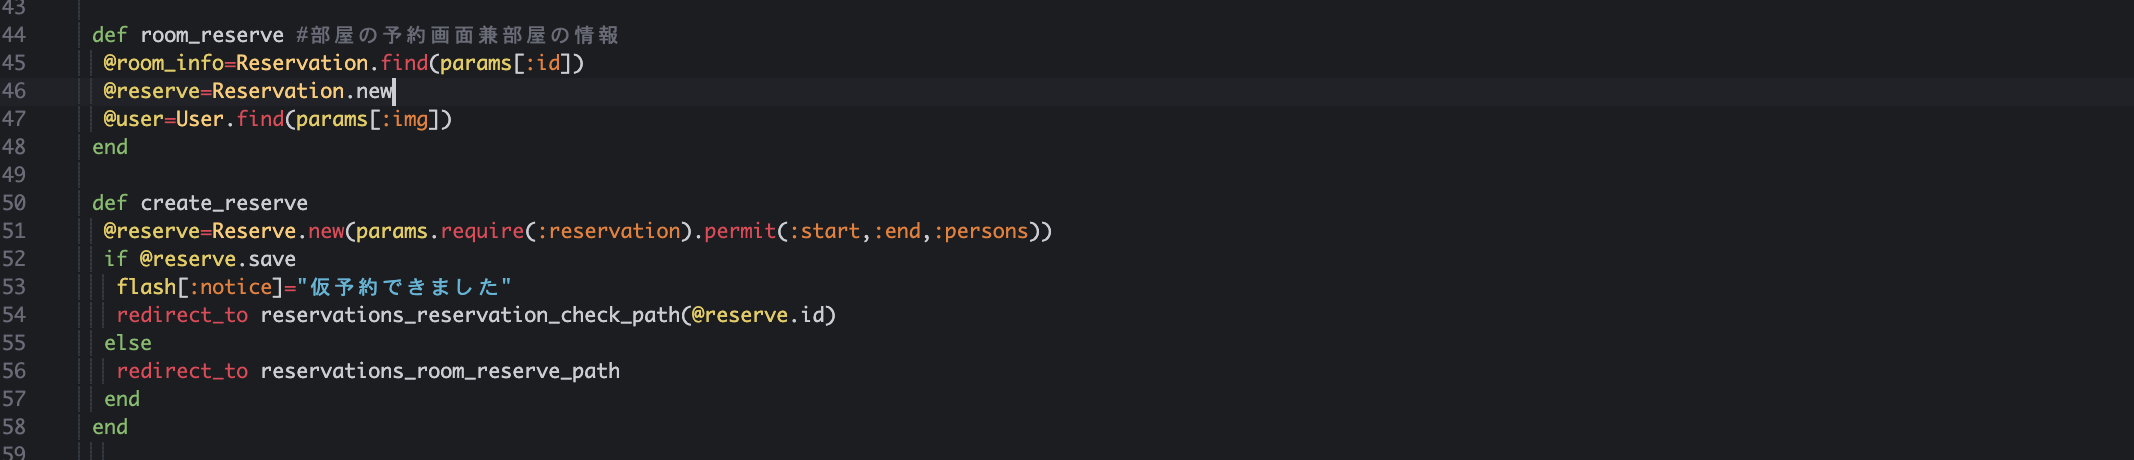 43
44 def room_reserve #部屋の予約画面兼部屋の情報
45 @room_info=Reservation.find(params[:id])
46 @reserve=Reservation.new
47 @user=User.find(params[:img])
48 end
49
50 def create_reserve
51 @reserve=Reserve.new(params.require(:reservation).permit(:start,:end,:persons))
52 if @reserve.save
53 flash[:notice]="仮予約できました"
54 redirect_to reservations_reservation_check_path(@reserve.id)
55 else
56 redirect_to reservations_room_reserve_path
57 end
58 end
59